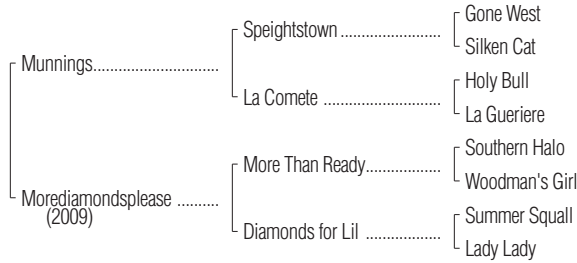 Gone West
Speightstown
Silken Cat
Munnings
Holy Bull
La Comete
La Gueriere
Southern Halo
More Than Ready
Woodman's Girl
Morediamondsplease
(2009)
Summer Squall
Diamonds for Lil
Lady Lady